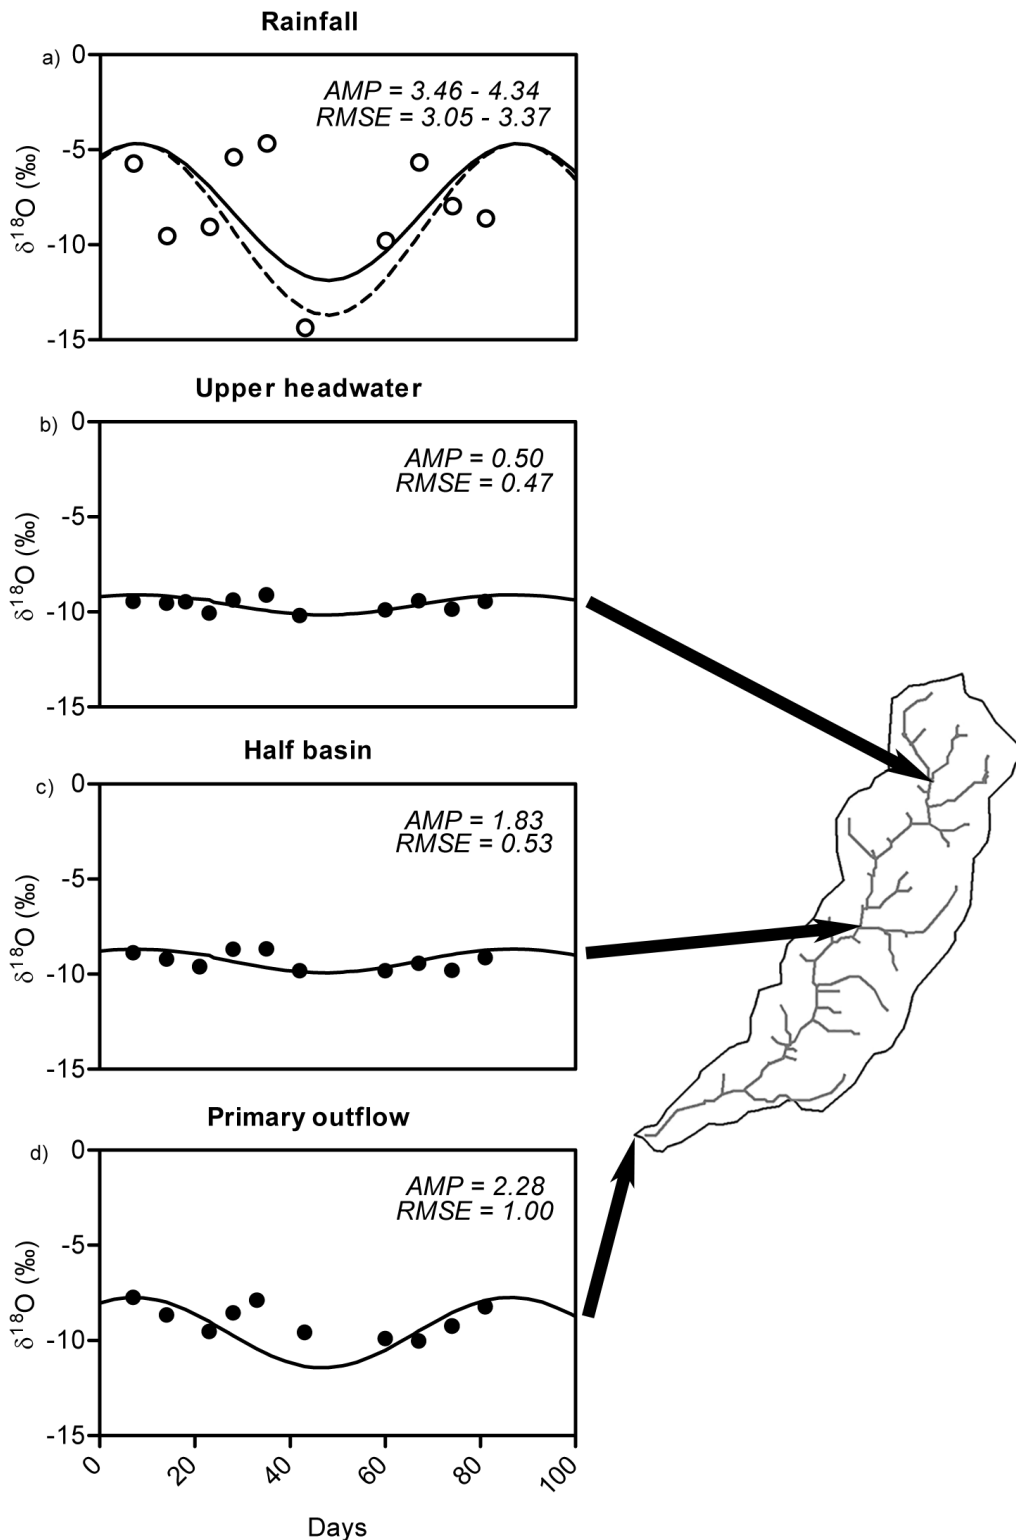 Rainfall
a)
0
-5
-10
-15
δ18O (‰)
AMP = 3.46 - 4.34
RMSE = 3.05 - 3.37
Upper headwater
b)
0
-5
-10
-15
δ18O (‰)
AMP = 0.50
RMSE = 0.47
Half basin
c)
0
-5
-10
-15
δ18O (‰)
AMP = 1.83
RMSE = 0.53
Primary outflow
d)
0
-5
-10
-15
δ18O (‰)
AMP = 2.28
RMSE = 1.00
0 20 40 60 80 100
Days